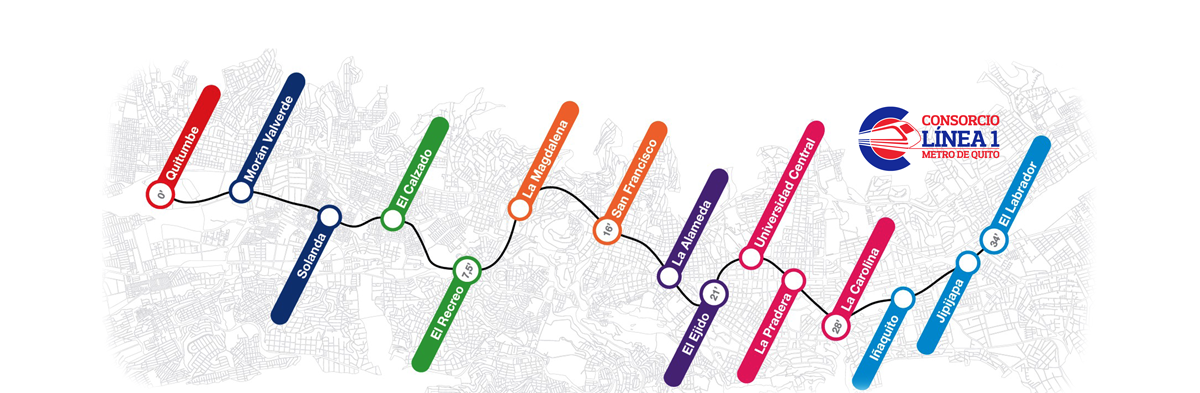 Quitumbe
0'
Morán Valverde
Solanda
El Calzado
El Recreo
7,5'
La Magdalena
San Francisco
16'
La Alameda
El Ejido
21'
Universidad Central
La Pradera
La Carolina
28'
Iñaquito
Jipijapa
El Labrador
34'
CONSORCIO
LÍNEA 1
METRO DE QUITO